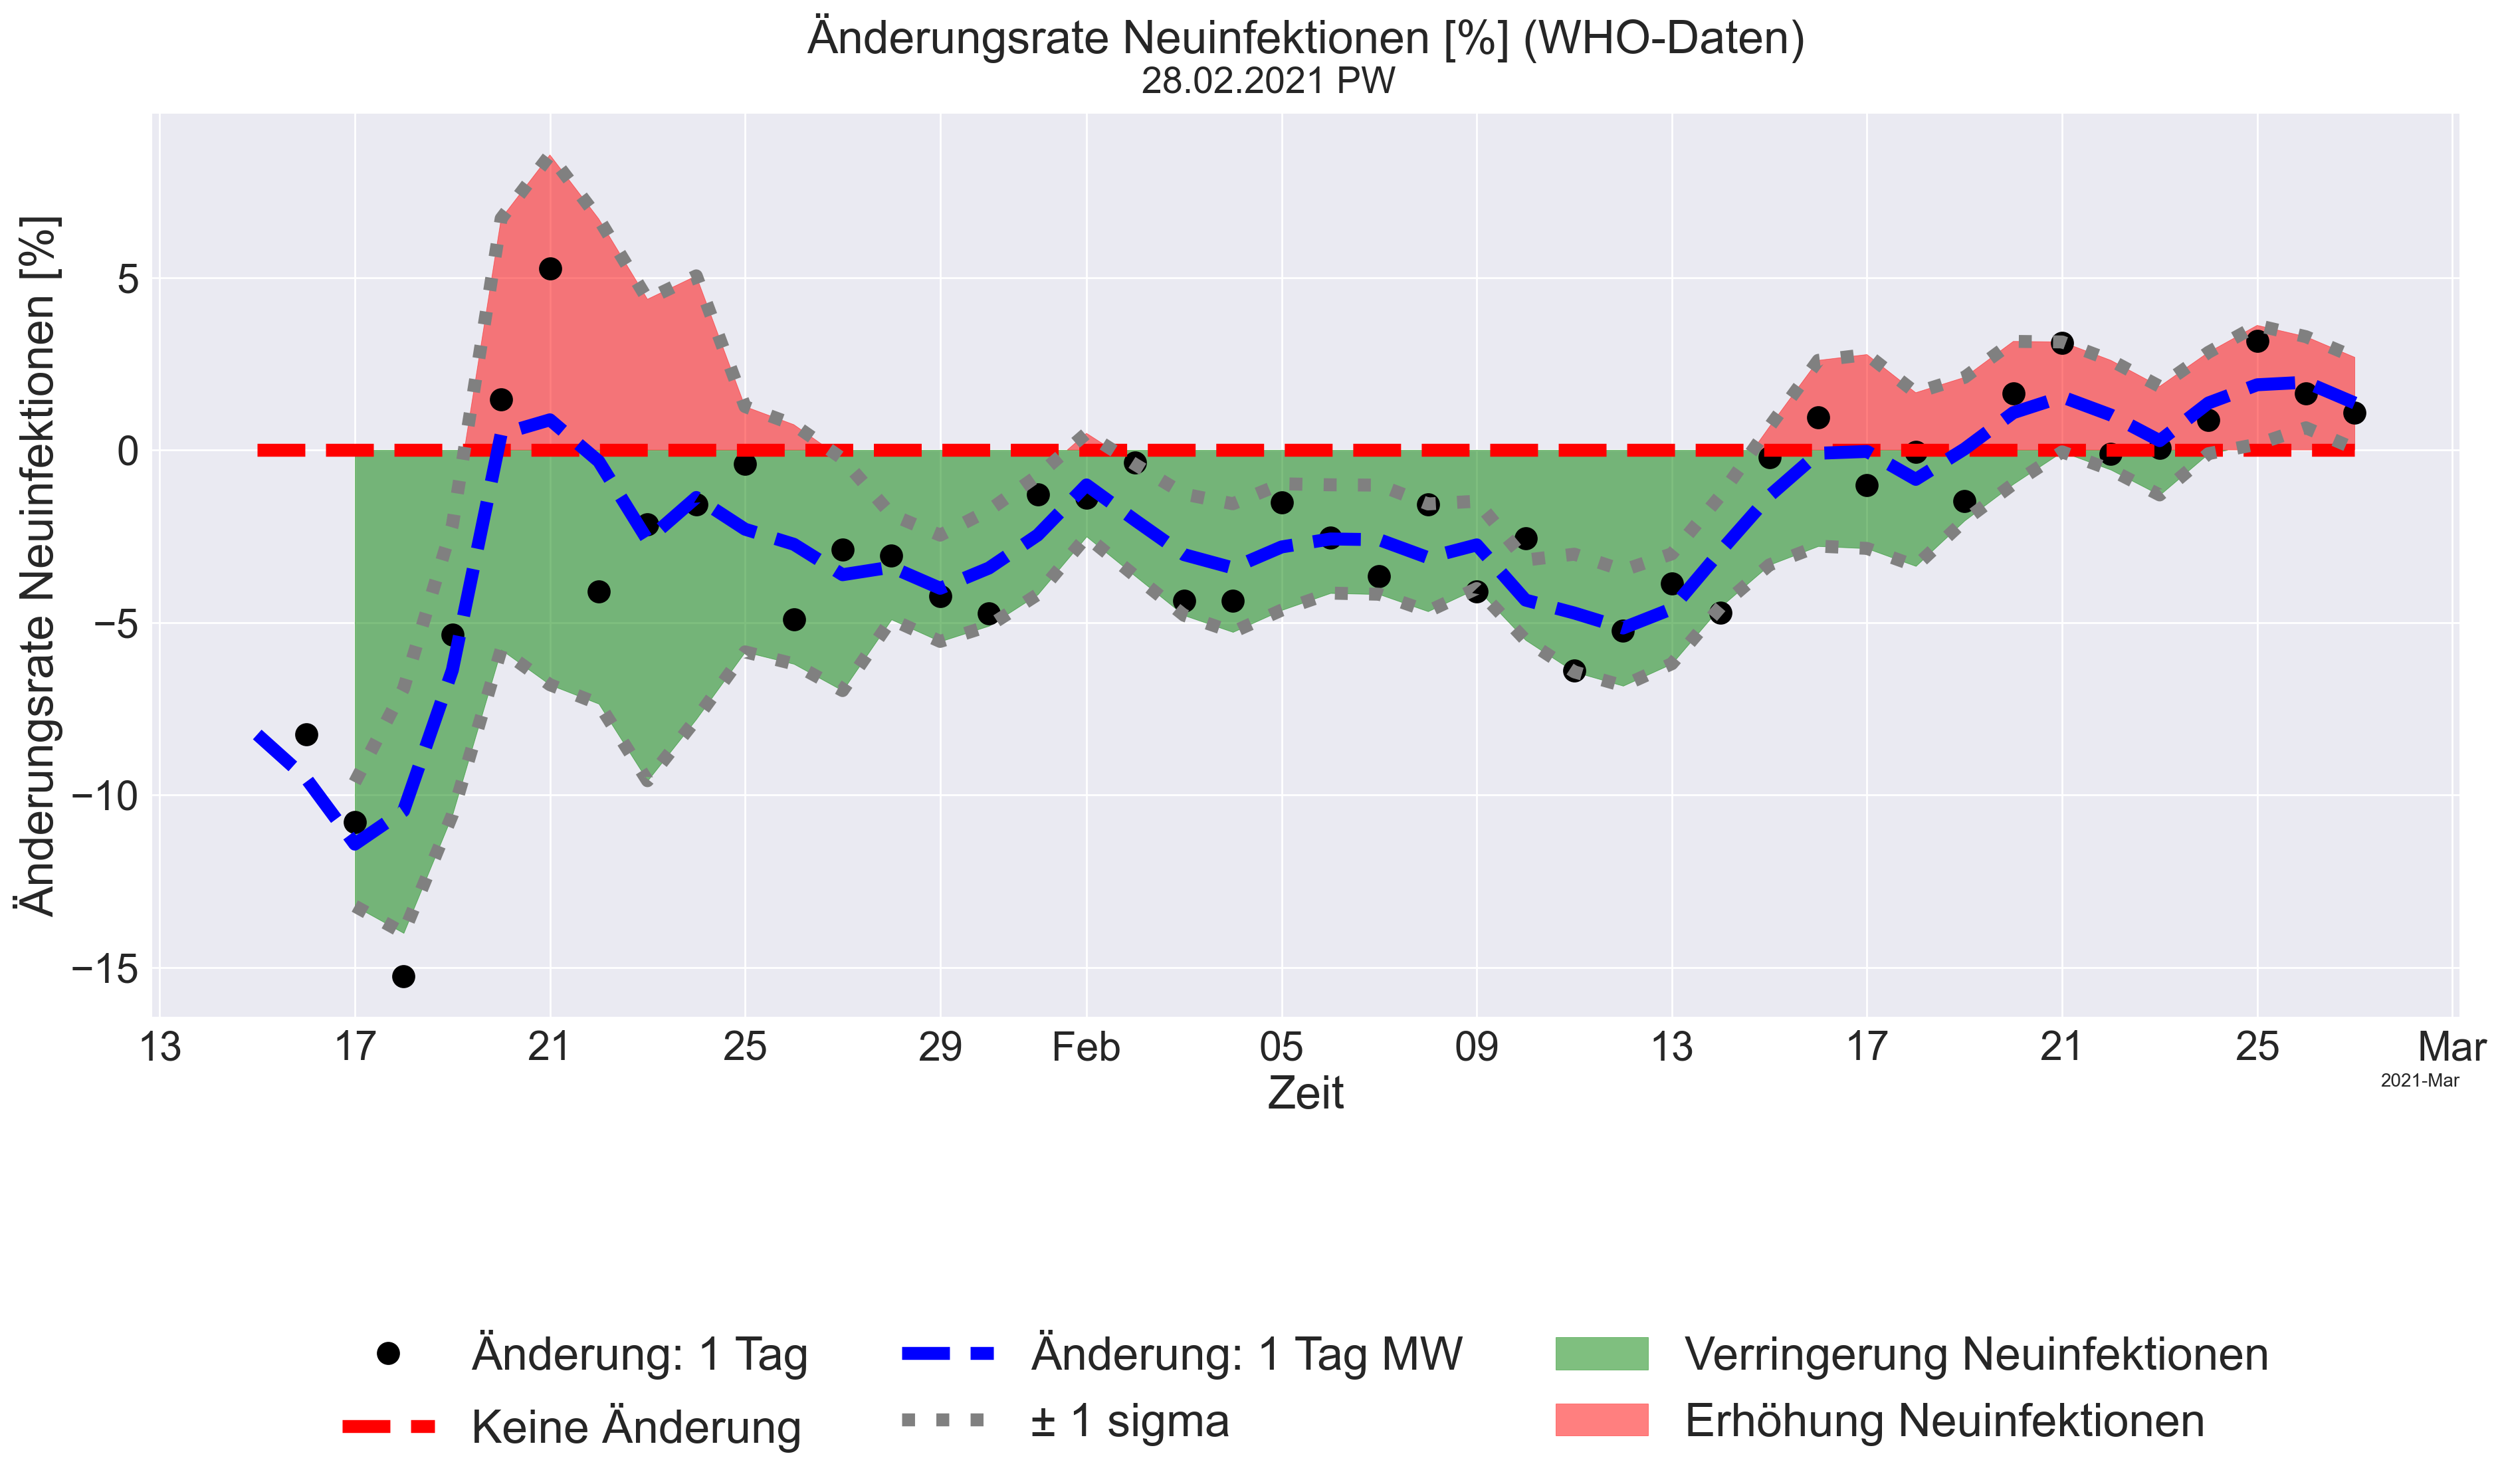 Änderungsrate Neuinfektionen [%] (WHO-Daten)
28.02.2021 PW
Änderungsrate Neuinfektionen [%]
5
0
−5
−10
−15
13 17 21 25 29 Feb 05 09 13 17 21 25 Mar
2021-Mar
Zeit
Änderung: 1 Tag
Keine Änderung
Änderung: 1 Tag MW
± 1 sigma
Verringerung Neuinfektionen
Erhöhung Neuinfektionen